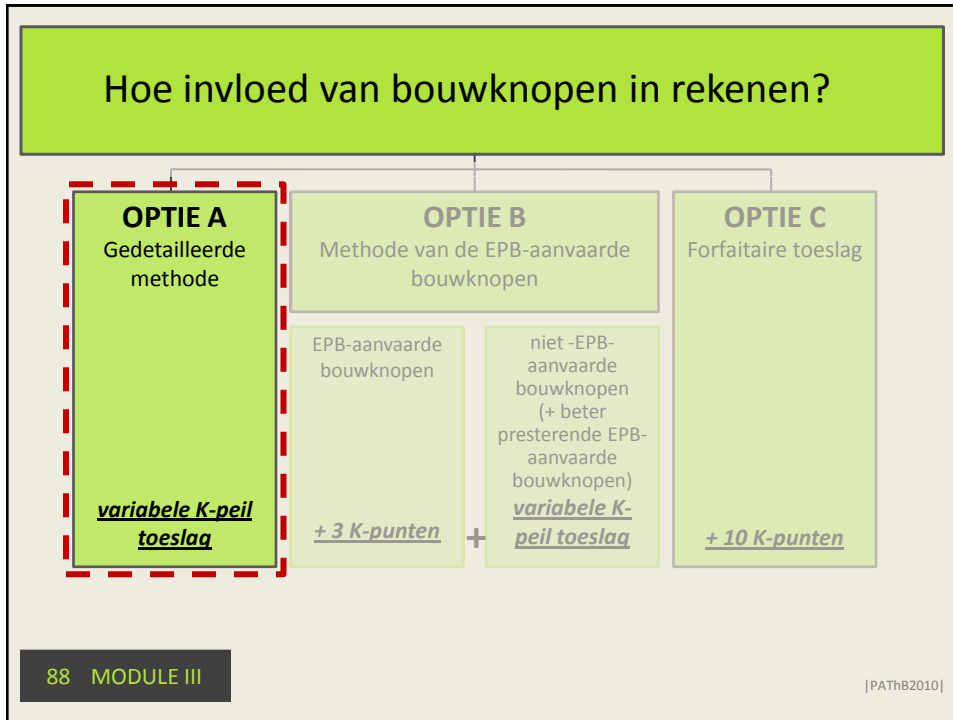 Hoe invloed van bouwknopen in rekenen?
OPTIE A
Gedetailleerde
methode
variabele K-peil
toeslag
OPTIE B
Methode van de EPB-aanvaarde
bouwknopen
EPB-aanvaarde
bouwknopen
+ 3 K-punten
+
niet -EPB-
aanvaarde
bouwknopen
(+ beter
presterende EPB-
aanvaarde
bouwknopen)
variabele K-
peil toeslag
OPTIE C
Forfaitaire toeslag
+ 10 K-punten
88 MODULE III
|PAThB2010|